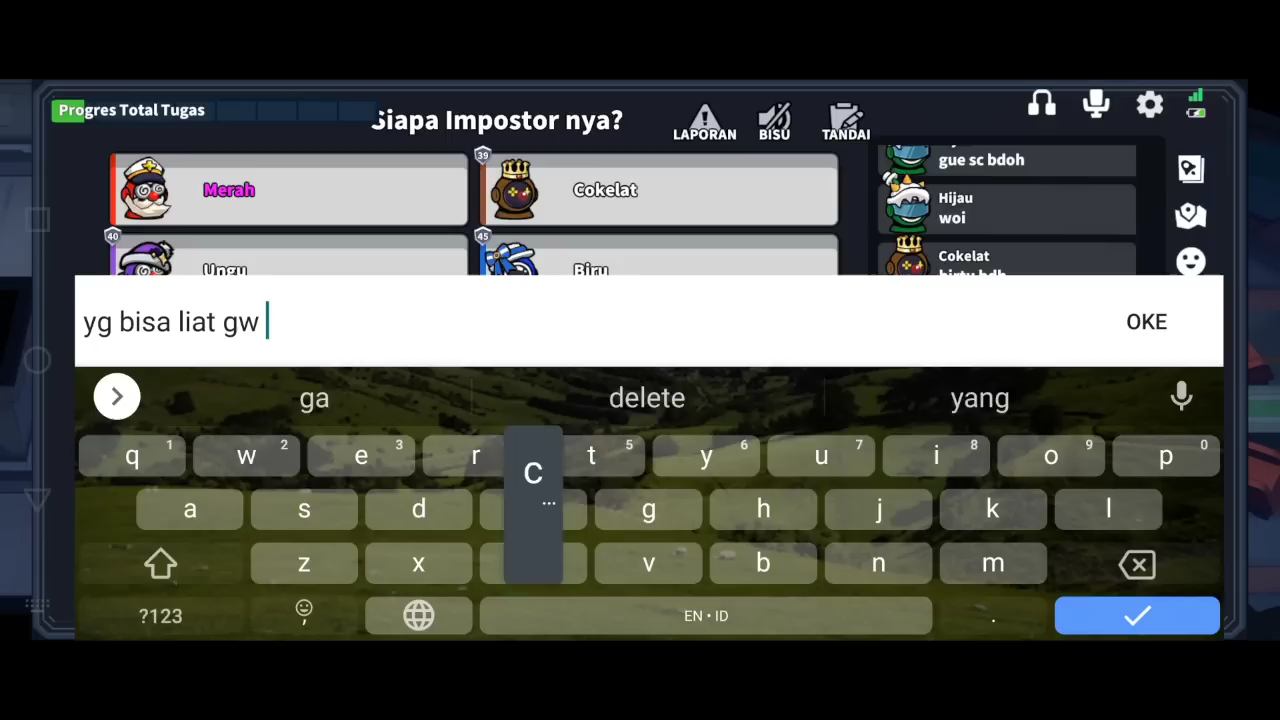 Progres Total Tugas
Siapa Impostor nya?
LAPORAN
BISU
TANDAI
gue sc bdoh
39
Merah
Cokelat
Hijau
woi
40
45
Ungu
Biru
Cokelat
birtu bdh
yg bisa liat gw
OKE
ga
delete
yang
q 1 w 2 e 3 r t 5 y 6 u 7 i 8 o 9 p 0
c
...
a s d g h j k l
z x v b n m
?123
EN • ID
.